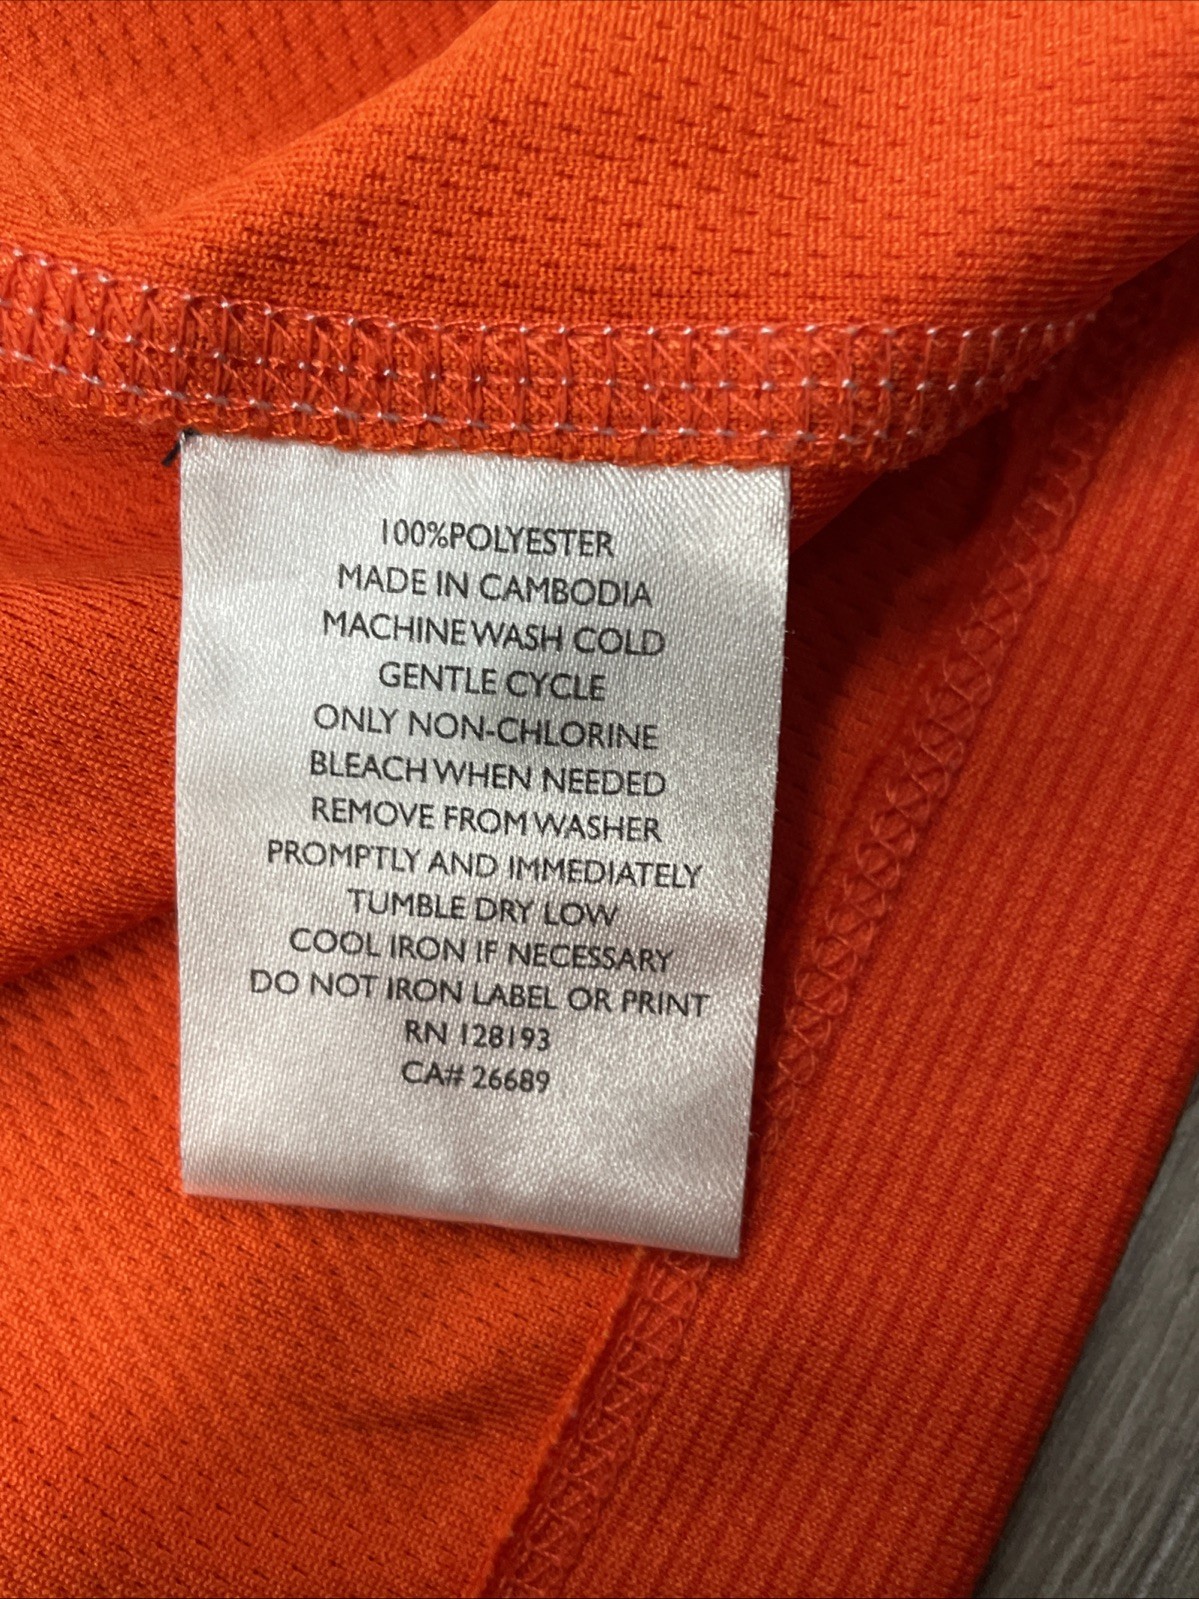 100%POLYESTER
MADE IN CAMBODIA
MACHINE WASH COLD
GENTLE CYCLE
ONLY NON-CHLORINE
BLEACH WHEN NEEDED
REMOVE FROM WASHER
PROMPTLY AND IMMEDIATELY
TUMBLE DRY LOW
COOL IRON IF NECESSARY
DO NOT IRON LABEL OR PRINT
RN 128193
CA# 26689